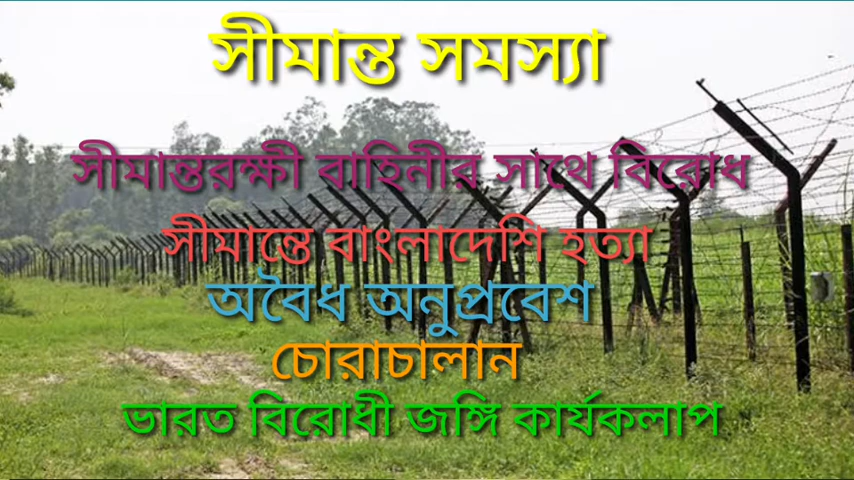 সীমান্ত সমস্যা
সীমান্তরক্ষী বাহিনীর সাথে বিরোধ
সীমান্তে বাংলাদেশি হত্যা
অবৈধ অনুপ্রবেশ
চোরাচালান
ভারত বিরোধী জঙ্গি কার্যকলাপ